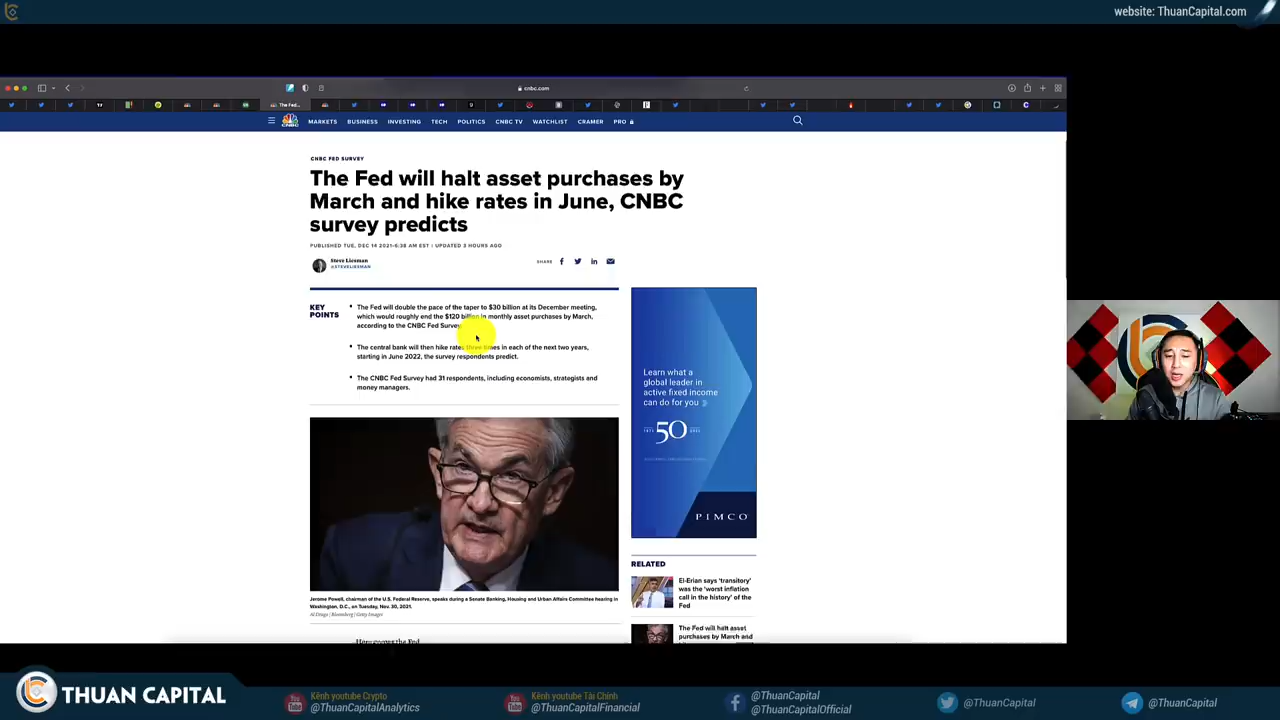 website: ThuanCapital.com
cnbc.com
The Fed...
MARKETS BUSINESS INVESTING TECH POLITICS CNBC TV WATCHLIST CRAMER PRO
CNBC
CNBC FED SURVEY
The Fed will halt asset purchases by
March and hike rates in June, CNBC
survey predicts
PUBLISHED TUE, DEC 14 2021 6:38 AM EST | UPDATED 3 HOURS AGO
Steve Liesman
@STEVELIESMAN
SHARE
KEY
POINTS
The Fed will double the pace of the taper to $30 billion at its December meeting,
which would roughly end the $120 billion in monthly asset purchases by March,
according to the CNBC Fed Survey.
The central bank will then hike rates three times in each of the next two years,
starting in June 2022, the survey respondents predict.
The CNBC Fed Survey had 31 respondents, including economists, strategists and
money managers.
Learn what a
global leader in
active fixed income
can do for you
50
PIMCO
Jerome Powell, chairman of the U.S. Federal Reserve, speaks during a Senate Banking, Housing and Urban Affairs Committee hearing in
Washington, D.C., on Tuesday, Nov. 30, 2021.
Al Drago | Bloomberg | Getty Images
RELATED
El-Erian says 'transitory'
was the 'worst inflation
call in the history' of the
Fed
The Fed will halt asset
purchases by March and
THUAN CAPITAL
Kênh youtube Crypto
@ThuanCapitalAnalytics
Kênh youtube Tài Chính
@ThuanCapitalFinancial
@ThuanCapital
@ThuanCapitalOfficial
@ThuanCapital
@ThuanCapital